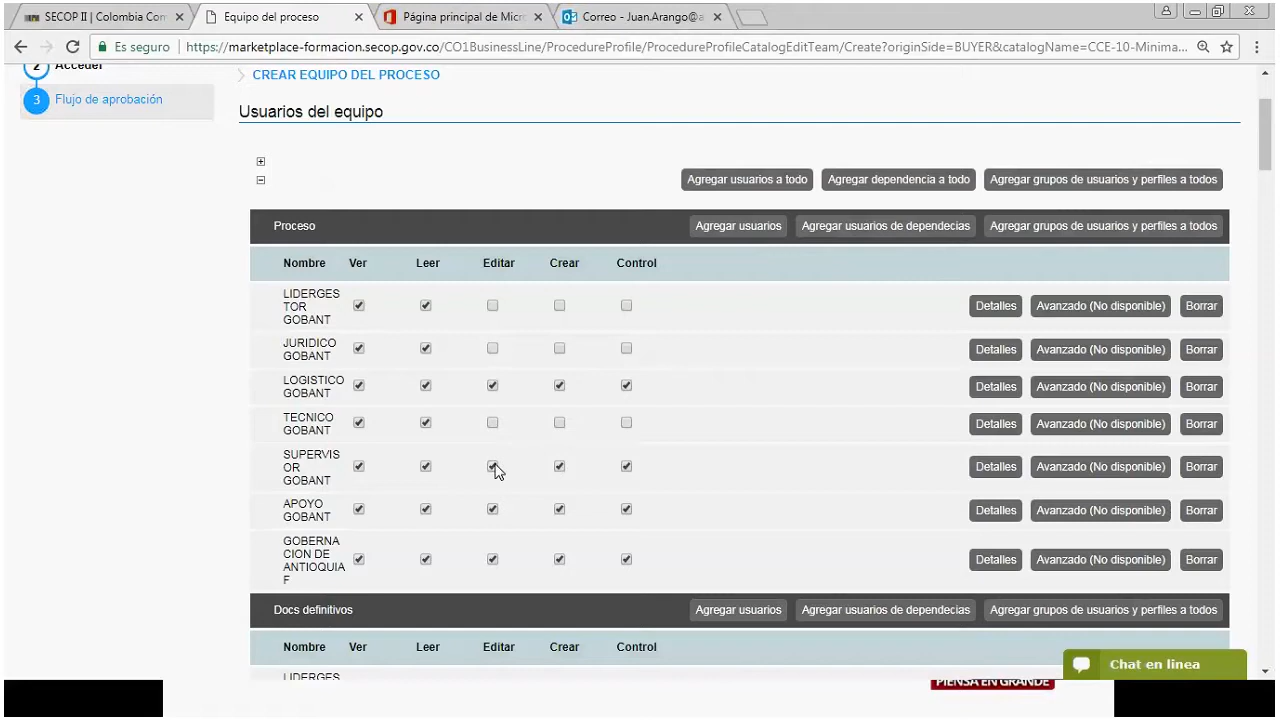 SECOP II | Colombia Con
Equipo del proceso
Página principal de Micr
Correo - Juan.Arango@a
Es seguro
https://marketplace-formacion.secop.gov.co/CO1BusinessLine/ProcedureProfile/ProcedureProfileCatalogEditTeam/Create?originSide=BUYER&catalogName=CCE-10-Minima...
2 Acceder
3 Flujo de aprobación
CREAR EQUIPO DEL PROCESO
Usuarios del equipo
Agregar usuarios a todo Agregar dependencia a todo Agregar grupos de usuarios y perfiles a todos
Proceso Agregar usuarios Agregar usuarios de dependecias Agregar grupos de usuarios y perfiles a todos
Nombre Ver Leer Editar Crear Control
LIDERGES
TOR
GOBANT
Detalles Avanzado (No disponible) Borrar
JURIDICO
GOBANT
Detalles Avanzado (No disponible) Borrar
LOGISTICO
GOBANT
Detalles Avanzado (No disponible) Borrar
TECNICO
GOBANT
Detalles Avanzado (No disponible) Borrar
SUPERVIS
OR
GOBANT
Detalles Avanzado (No disponible) Borrar
APOYO
GOBANT
Detalles Avanzado (No disponible) Borrar
GOBERNA
CION DE
ANTIOQUIA
F
Detalles Avanzado (No disponible) Borrar
Docs definitivos Agregar usuarios Agregar usuarios de dependecias Agregar grupos de usuarios y perfiles a todos
Nombre Ver Leer Editar Crear Control
LIDERGES
Chat en linea
PIENSA EN GRANDE